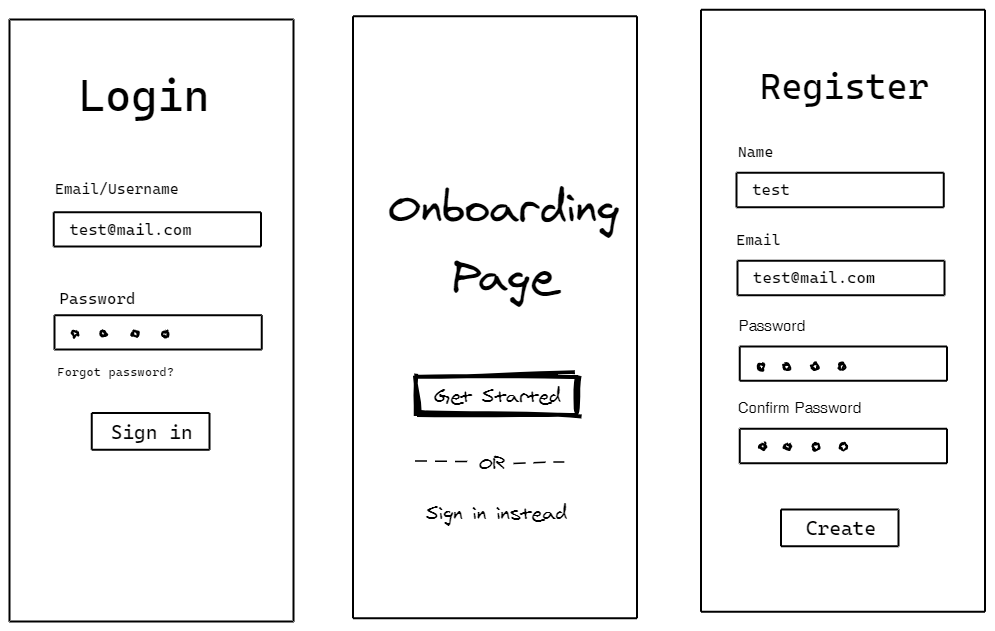 Login
Email/Username
test@mail.com
Password
Forgot password?
Sign in
Onboarding
Page
Get Started
OR
Sign in instead
Register
Name
test
Email
test@mail.com
Password
Confirm Password
Create